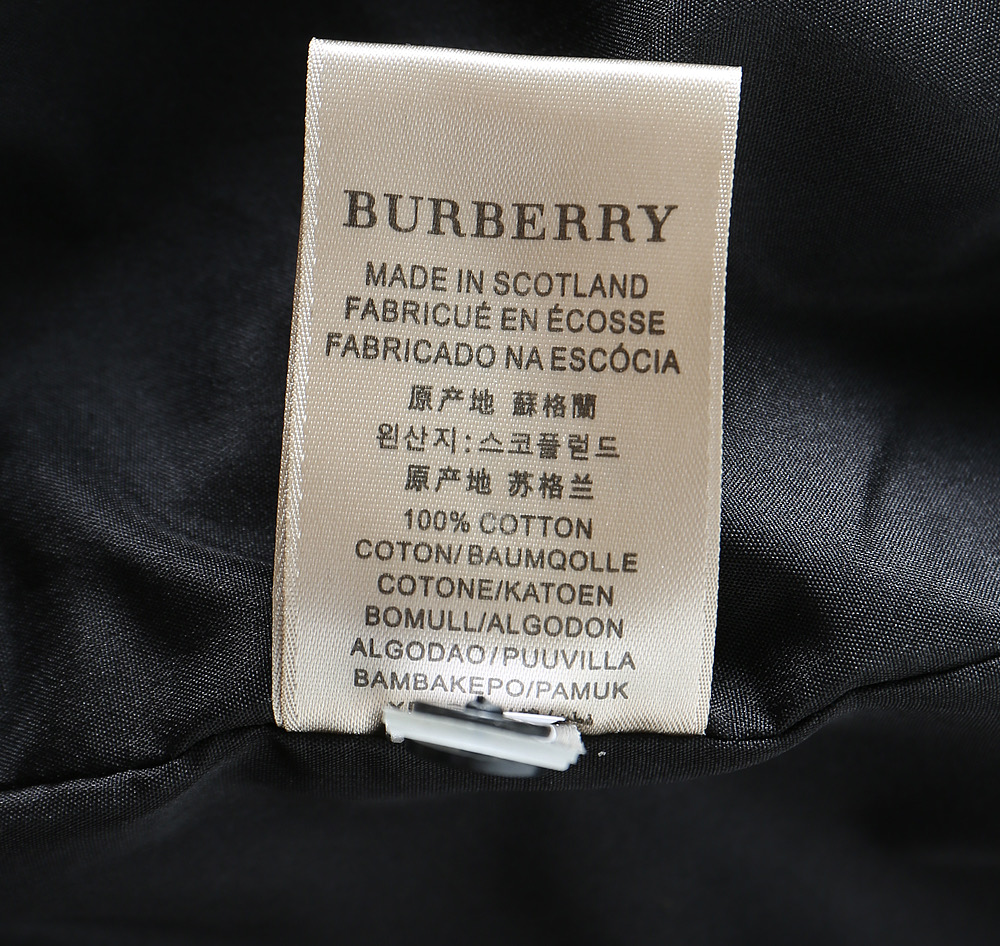 BURBERRY
MADE IN SCOTLAND
FABRICUÉ EN ÉCOSSE
FABRICADO NA ESCÓCIA
原产地 蘇格蘭
원산지:스코틀런드
原产地 苏格兰
100% COTTON
COTON/BAUMQOLLE
COTONE/KATOEN
BOMULL/ALGODON
ALGODAO/PUUVILLA
BAMBAKEPO/PAMUK